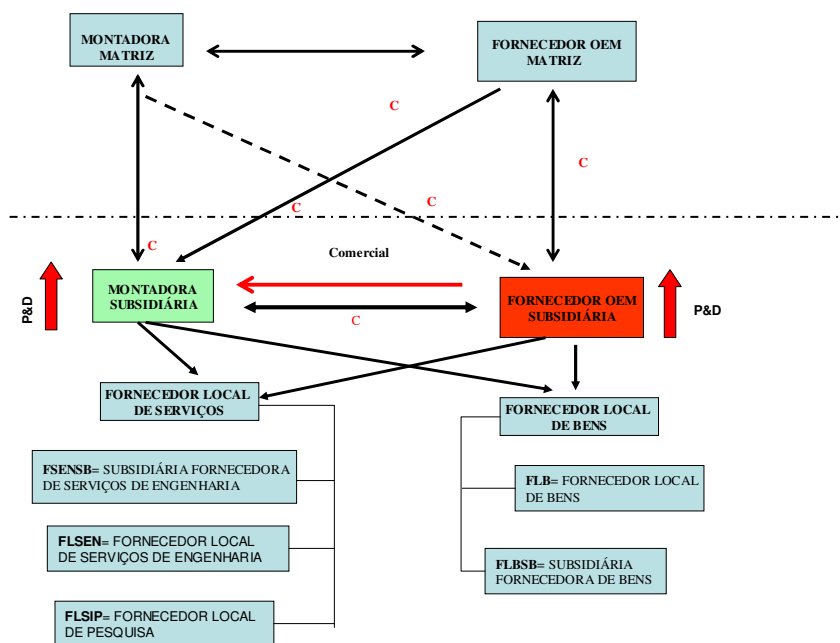 MONTADORA
MATRIZ
FORNECEDOR OEM
MATRIZ
C
C
C
C
C
Comercial
P&D
MONTADORA
SUBSIDIÁRIA
FORNECEDOR OEM
SUBSIDIÁRIA
P&D
C
FORNECEDOR LOCAL
DE SERVIÇOS
FORNECEDOR LOCAL
DE BENS
FSENSB= SUBSIDIÁRIA FORNECEDORA
DE SERVIÇOS DE ENGENHARIA
FLB= FORNECEDOR LOCAL
DE BENS
FLSEN= FORNECEDOR LOCAL
DE SERVIÇOS DE ENGENHARIA
FLBSB= SUBSIDIÁRIA
FORNECEDORA DE BENS
FLSIP= FORNECEDOR LOCAL
DE PESQUISA